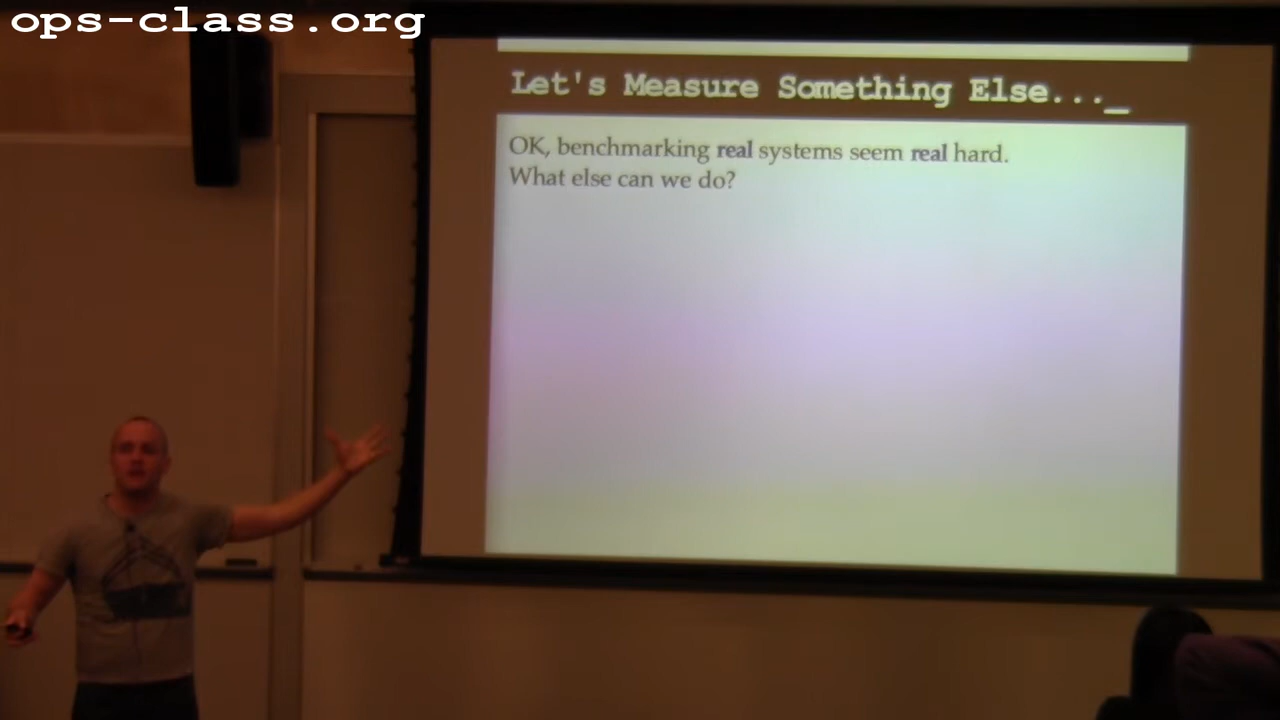 ops-class.org
Let's Measure Something Else..._
OK, benchmarking real systems seem real hard.
What else can we do?